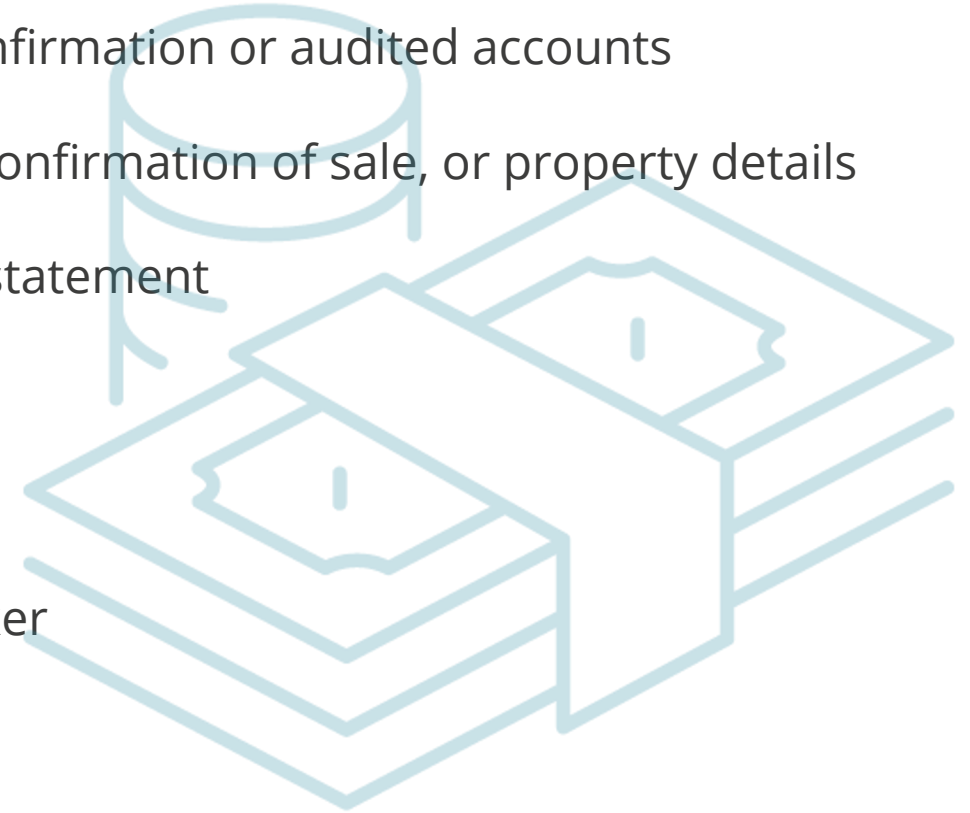 nfirmation or audited accounts
onfirmation of sale, or property details
statement
er